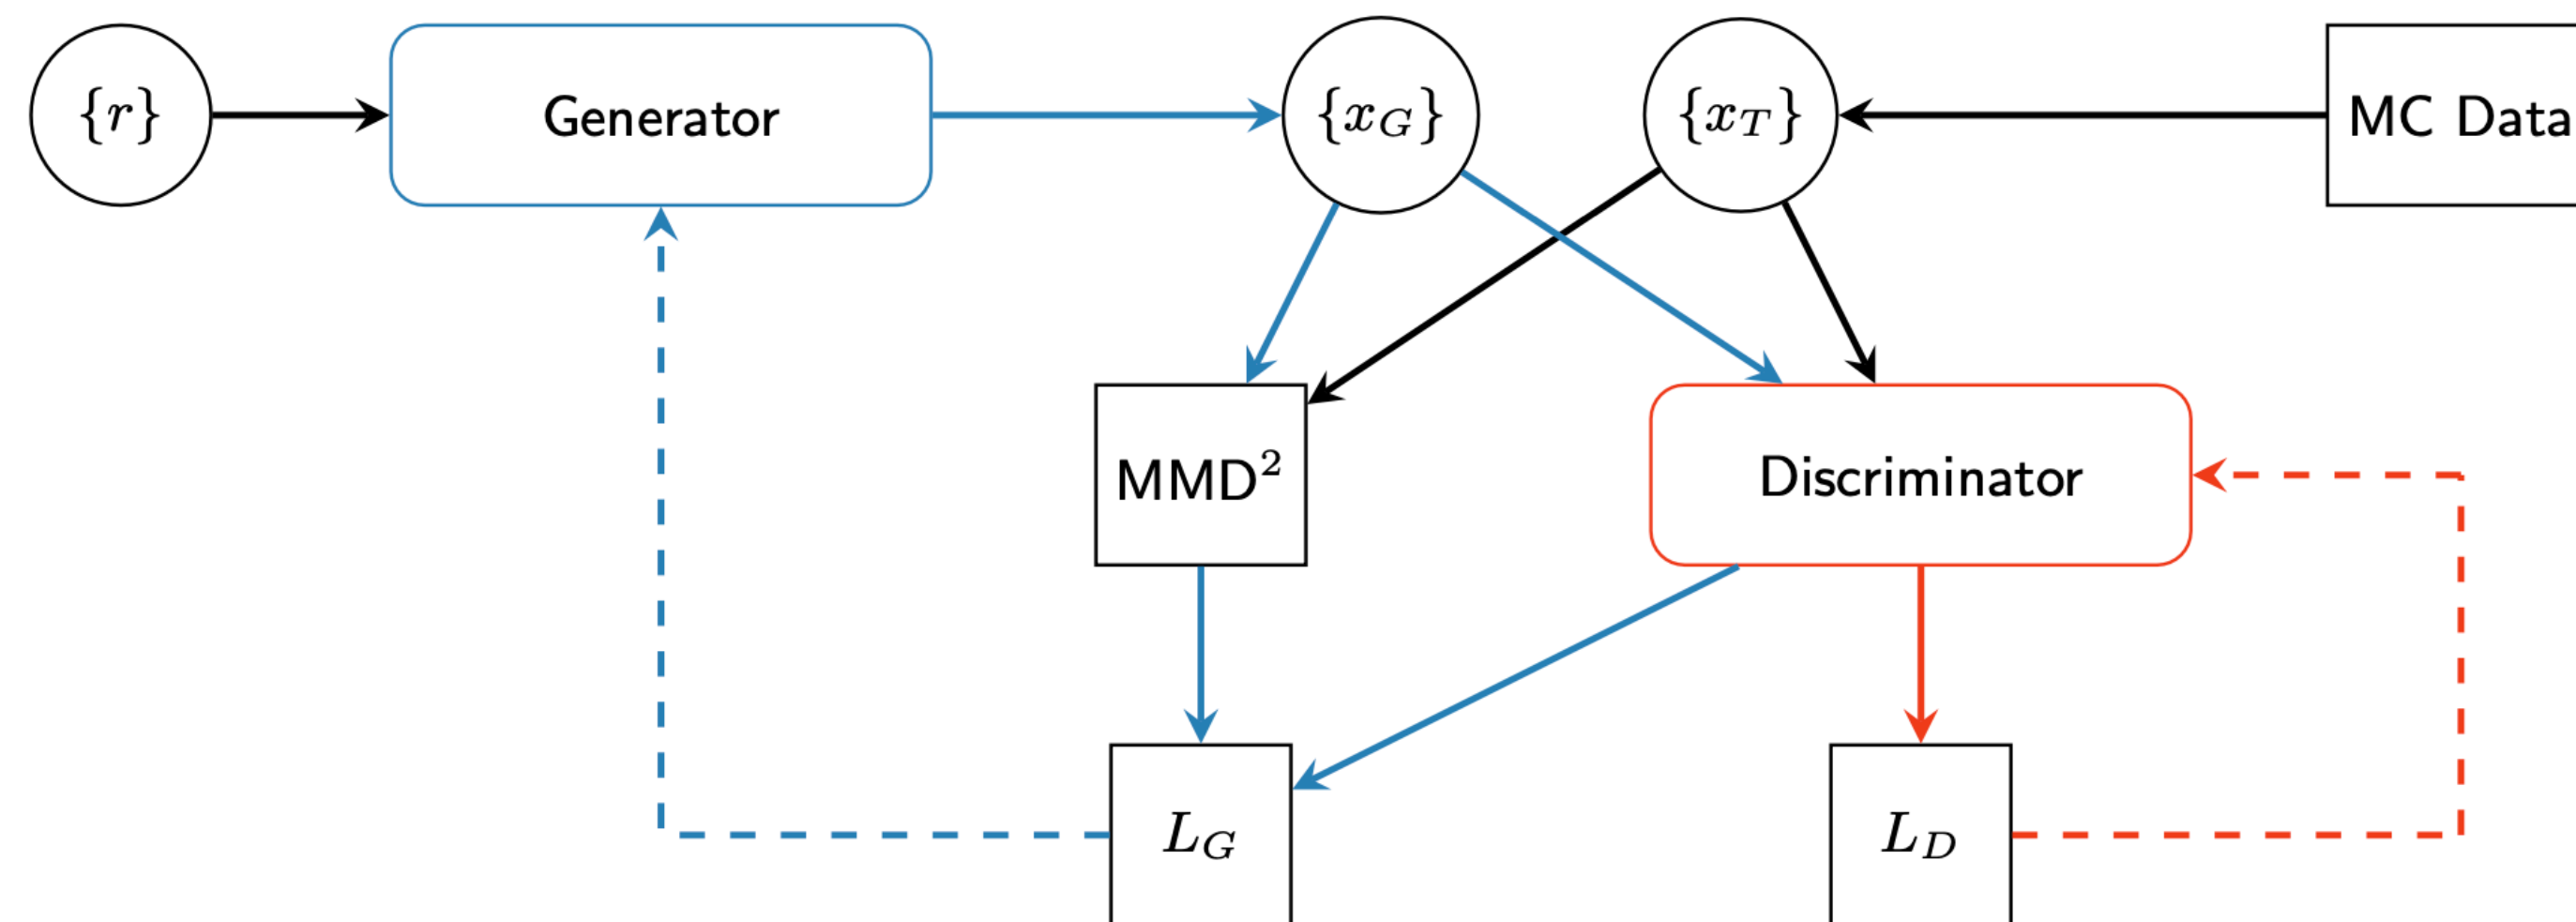 {r}
Generator
{x_G}
{x_T}
MC Data
MMD²
Discriminator
L_G
L_D